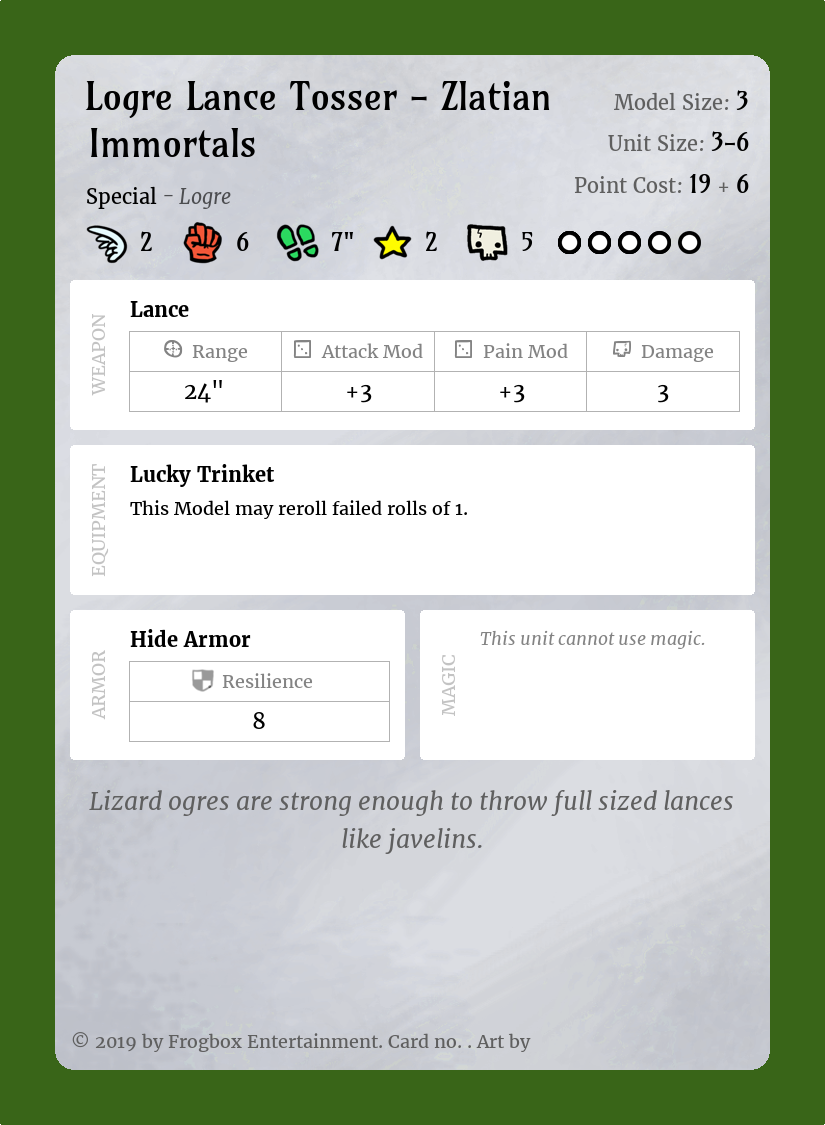 Logre Lance Tosser – Zlatian
Immortals
Model Size: 3
Unit Size: 3–6
Point Cost: 19 + 6
Special – Logre
2 6 7" 2 5
WEAPON
Lance
Range Attack Mod Pain Mod Damage
24" +3 +3 3
EQUIPMENT
Lucky Trinket
This Model may reroll failed rolls of 1.
ARMOR
Hide Armor
Resilience
8
MAGIC
This unit cannot use magic.
Lizard ogres are strong enough to throw full sized lances
like javelins.
© 2019 by Frogbox Entertainment. Card no. . Art by